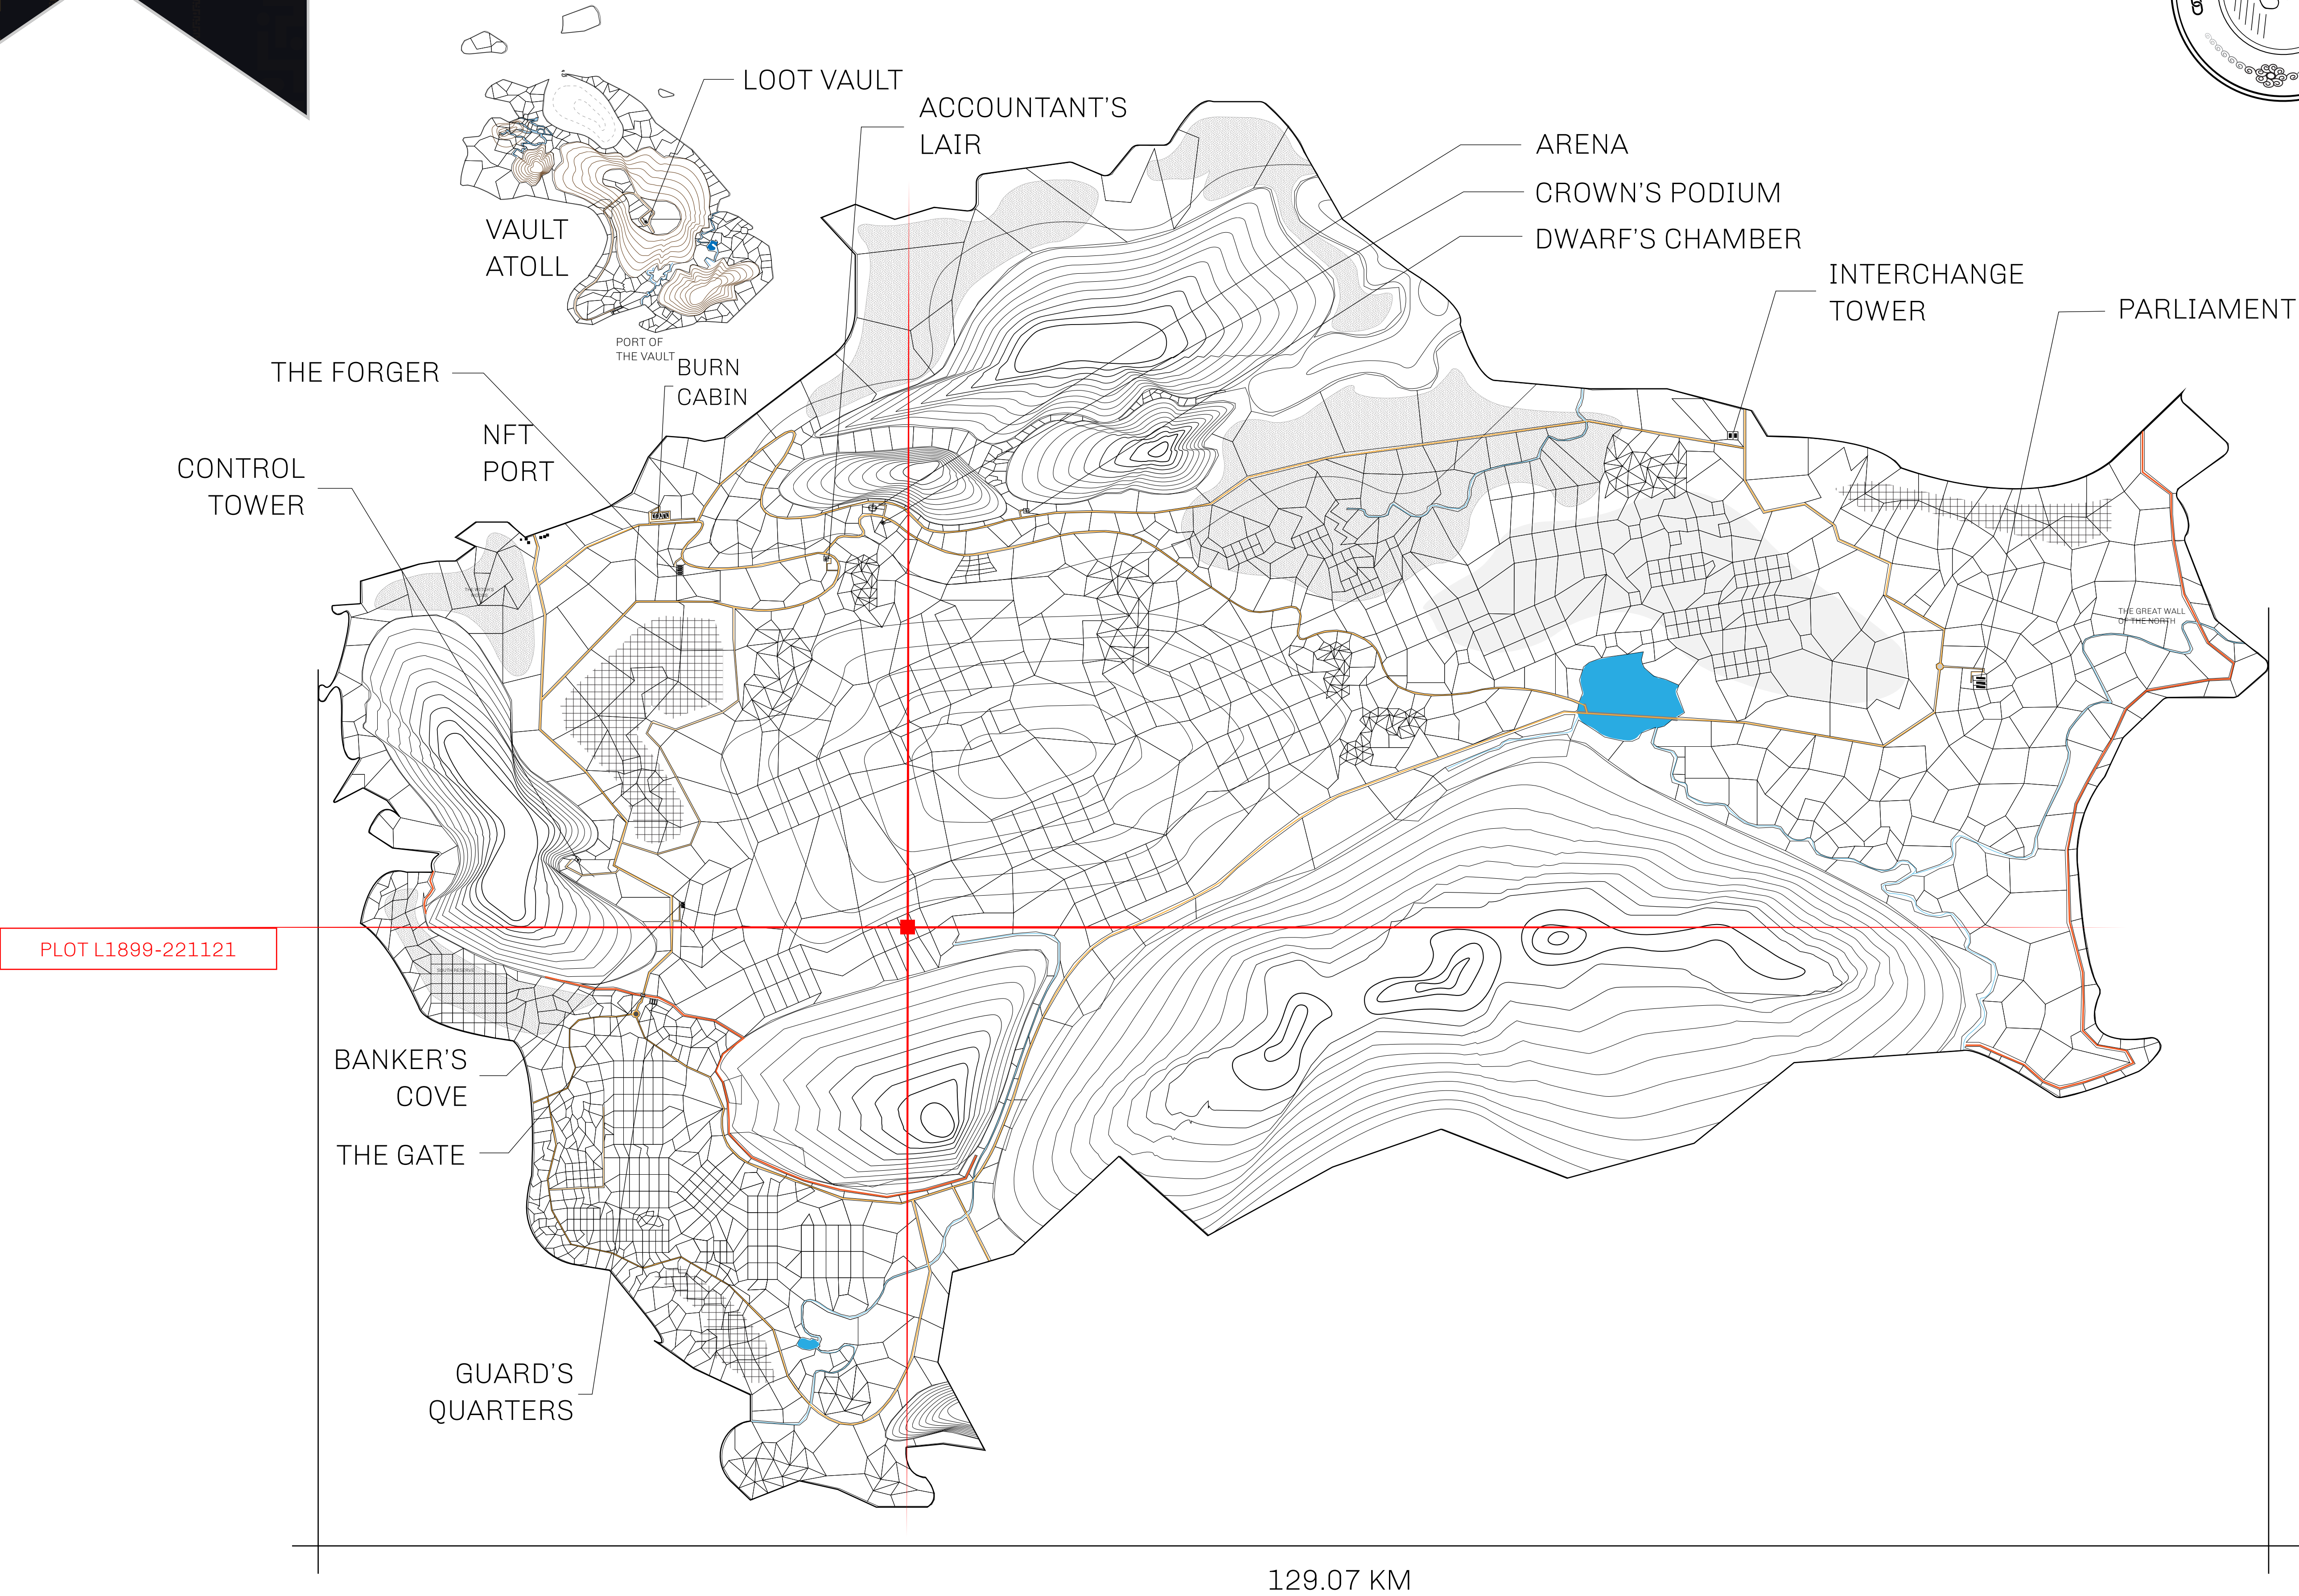 LOOT VAULT
ACCOUNTANT'S
LAIR
ARENA
CROWN'S PODIUM
DWARF'S CHAMBER
VAULT
ATOLL
INTERCHANGE
TOWER
PARLIAMENT
PORT OF
THE VAULT
THE FORGER
BURN
CABIN
NFT
PORT
CONTROL
TOWER
THE GREAT WALL
OF THE NORTH
PLOT L1899-221121
SOUTH RESERVE
BANKER'S
COVE
THE GATE
GUARD'S
QUARTERS
129.07 KM